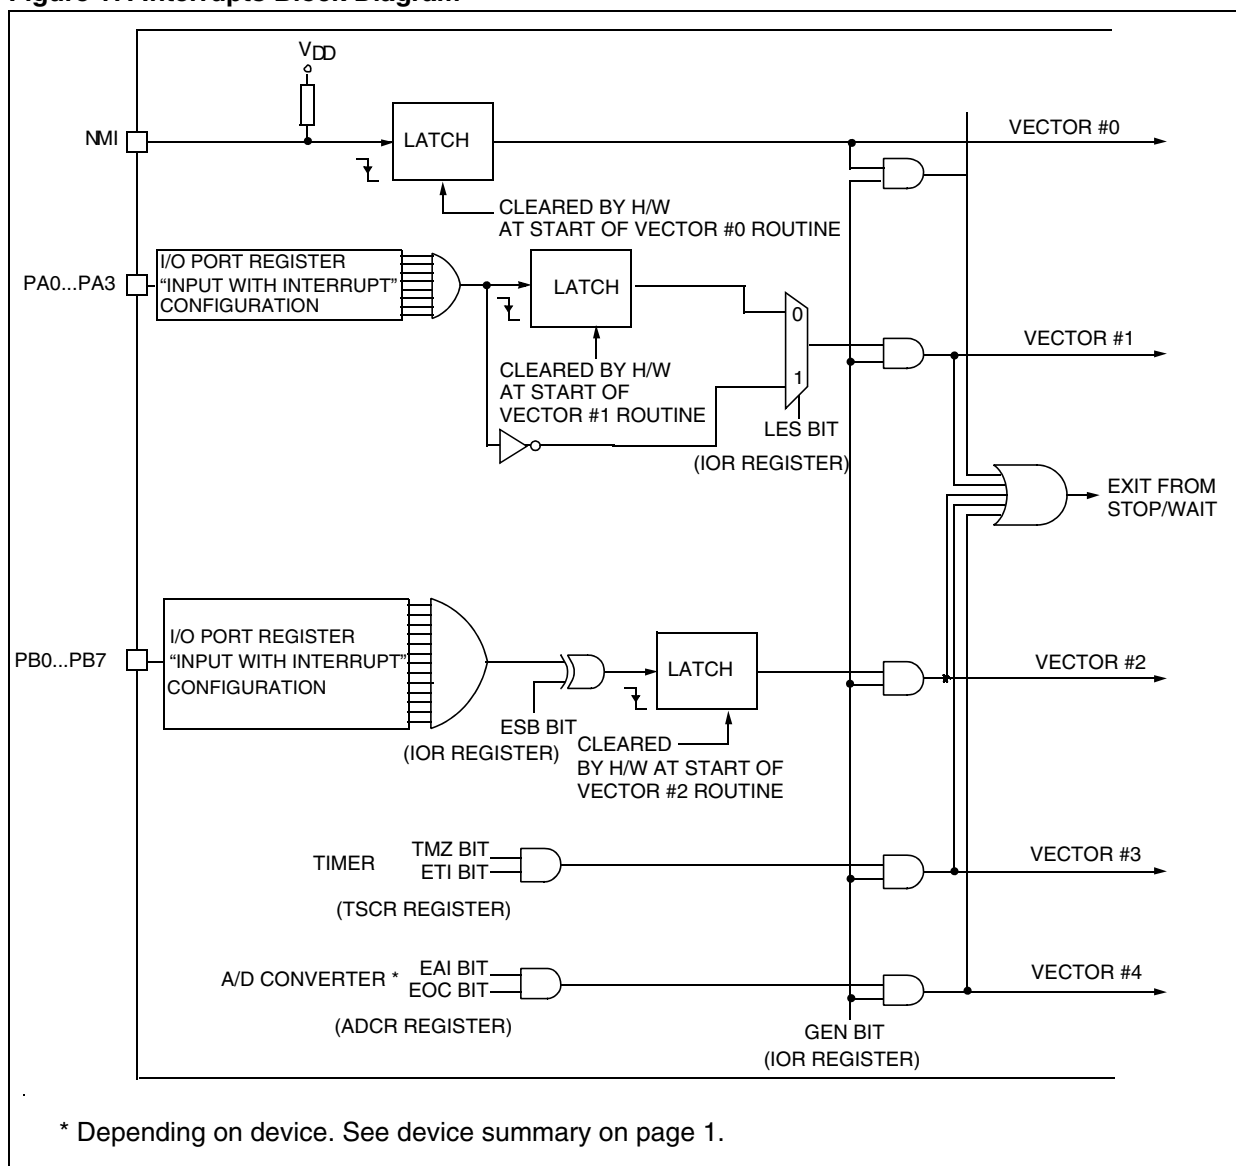 VDD
NMI
LATCH
VECTOR #0
CLEARED BY H/W
AT START OF VECTOR #0 ROUTINE
PA0...PA3
I/O PORT REGISTER
“INPUT WITH INTERRUPT”
CONFIGURATION
LATCH
0
1
VECTOR #1
CLEARED BY H/W
AT START OF
VECTOR #1 ROUTINE
LES BIT
(IOR REGISTER)
EXIT FROM
STOP/WAIT
PB0...PB7
I/O PORT REGISTER
“INPUT WITH INTERRUPT”
CONFIGURATION
LATCH
VECTOR #2
ESB BIT
(IOR REGISTER)
CLEARED
BY H/W AT START OF
VECTOR #2 ROUTINE
TIMER
TMZ BIT
ETI BIT
(TSCR REGISTER)
VECTOR #3
A/D CONVERTER *
EAI BIT
EOC BIT
(ADCR REGISTER)
VECTOR #4
GEN BIT
(IOR REGISTER)
* Depending on device. See device summary on page 1.